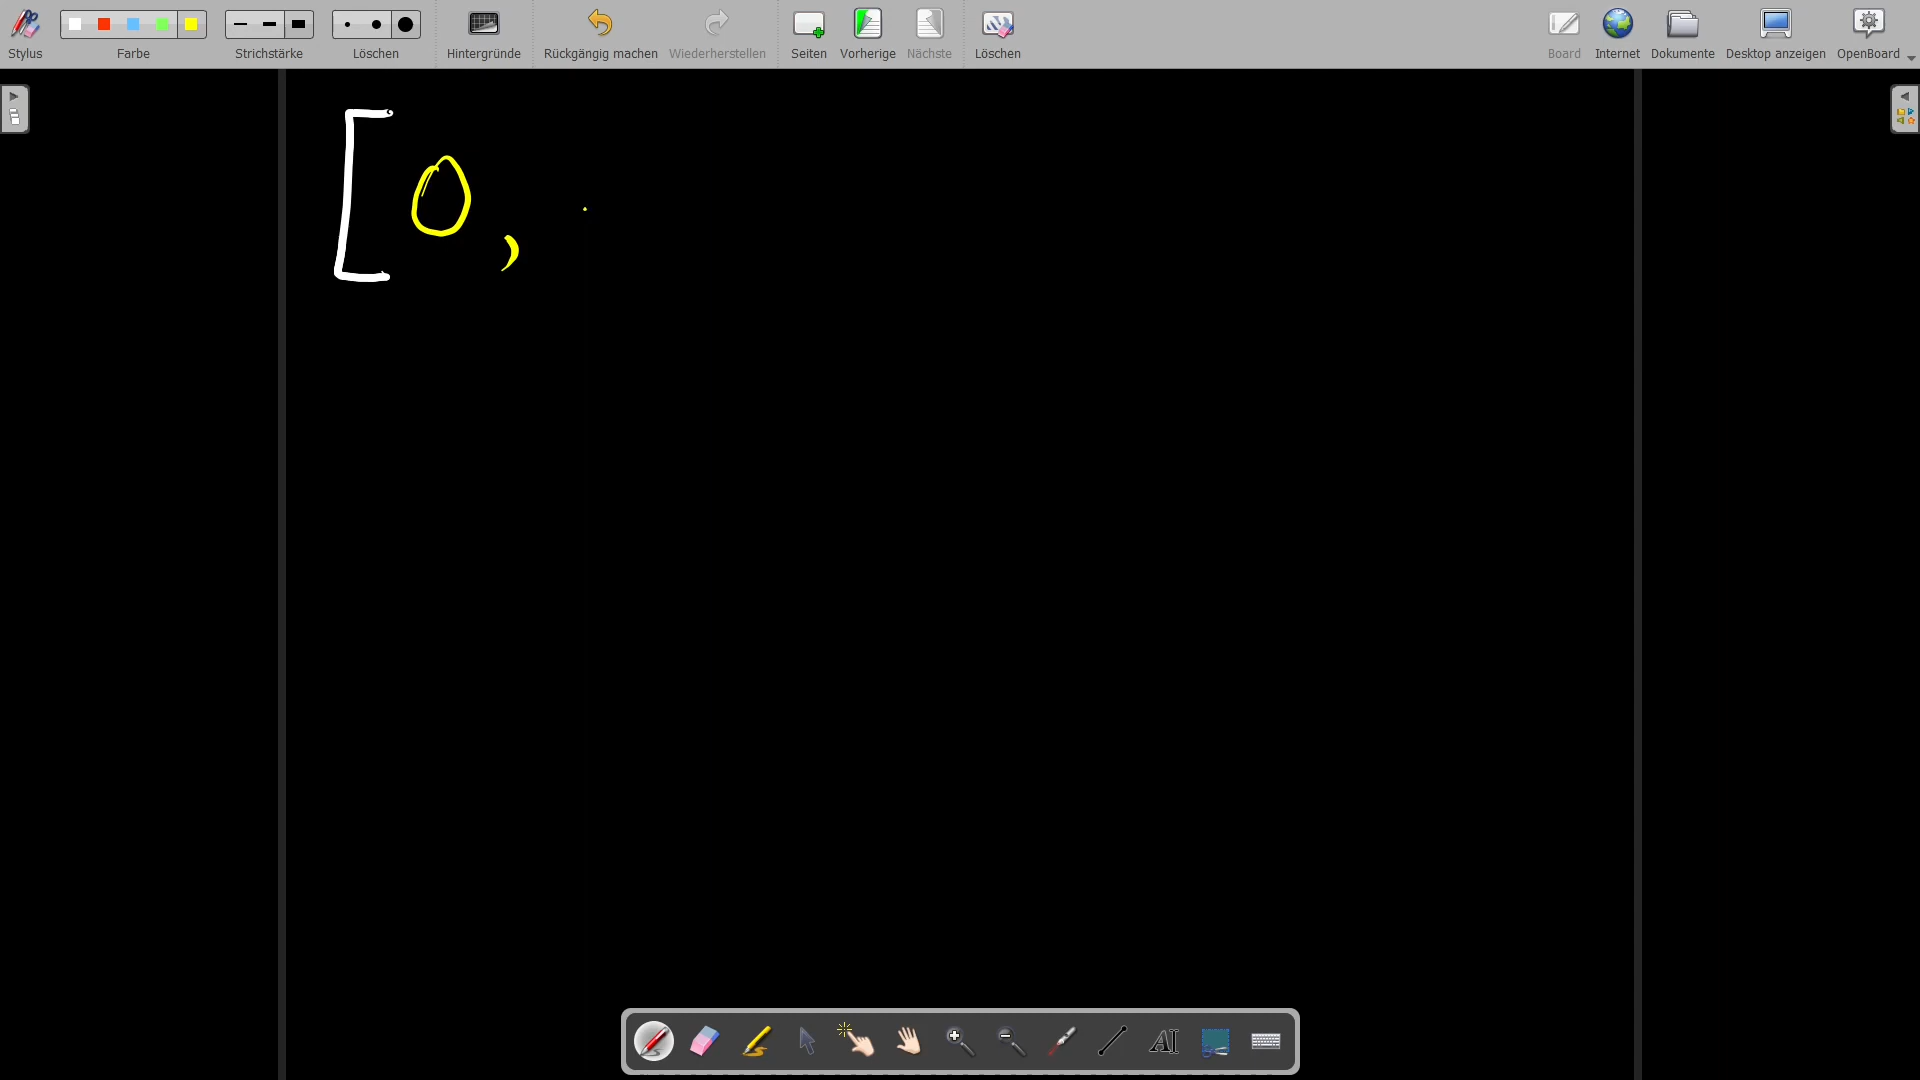 Stylus Farbe Strichstärke Löschen Hintergründe Rückgängig machen Wiederherstellen Seiten Vorherige Nächste Löschen Board Internet Dokumente Desktop anzeigen OpenBoard
[ 0 ,
AI